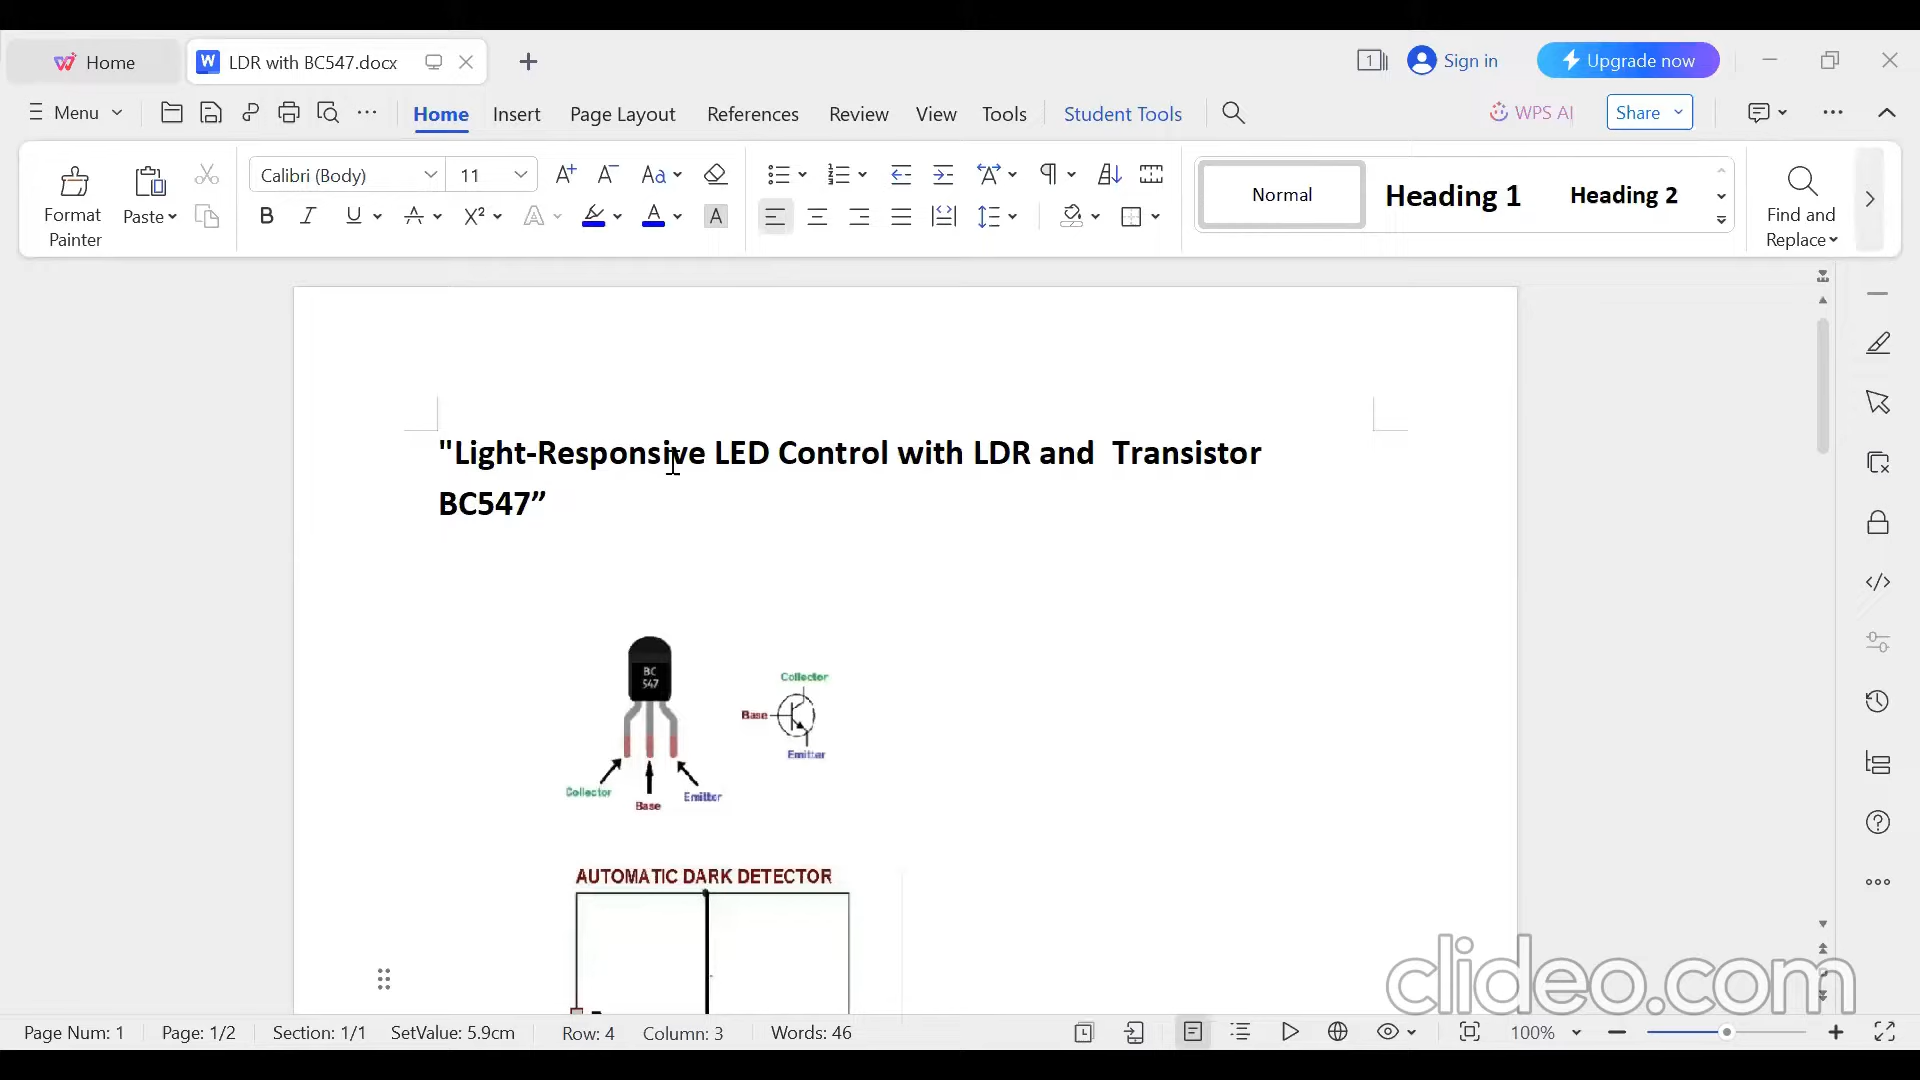 Home
LDR with BC547.docx
1
Sign in
Upgrade now
Menu
Home
Insert
Page Layout
References
Review
View
Tools
Student Tools
WPS AI
Share
Format
Painter
Paste
Calibri (Body)
11
Normal
Heading 1
Heading 2
Find and
Replace
"Light-Responsive LED Control with LDR and  Transistor
BC547”
BC
547
Collector
Base
Emitter
Collector
Base
Emitter
AUTOMATIC DARK DETECTOR
clideo.com
Page Num: 1
Page: 1/2
Section: 1/1
SetValue: 5.9cm
Row: 4
Column: 3
Words: 46
100%